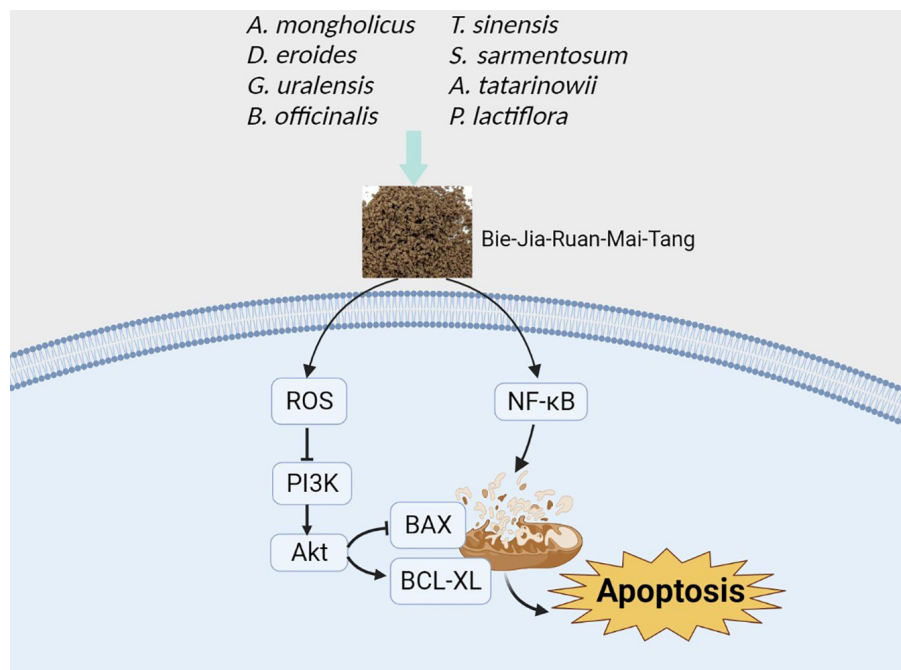 A. mongholicus
D. eroides
G. uralensis
B. officinalis
T. sinensis
S. sarmentosum
A. tatarinowii
P. lactiflora
Bie-Jia-Ruan-Mai-Tang
ROS
NF-κB
PI3K
BAX
Akt
BCL-XL
Apoptosis